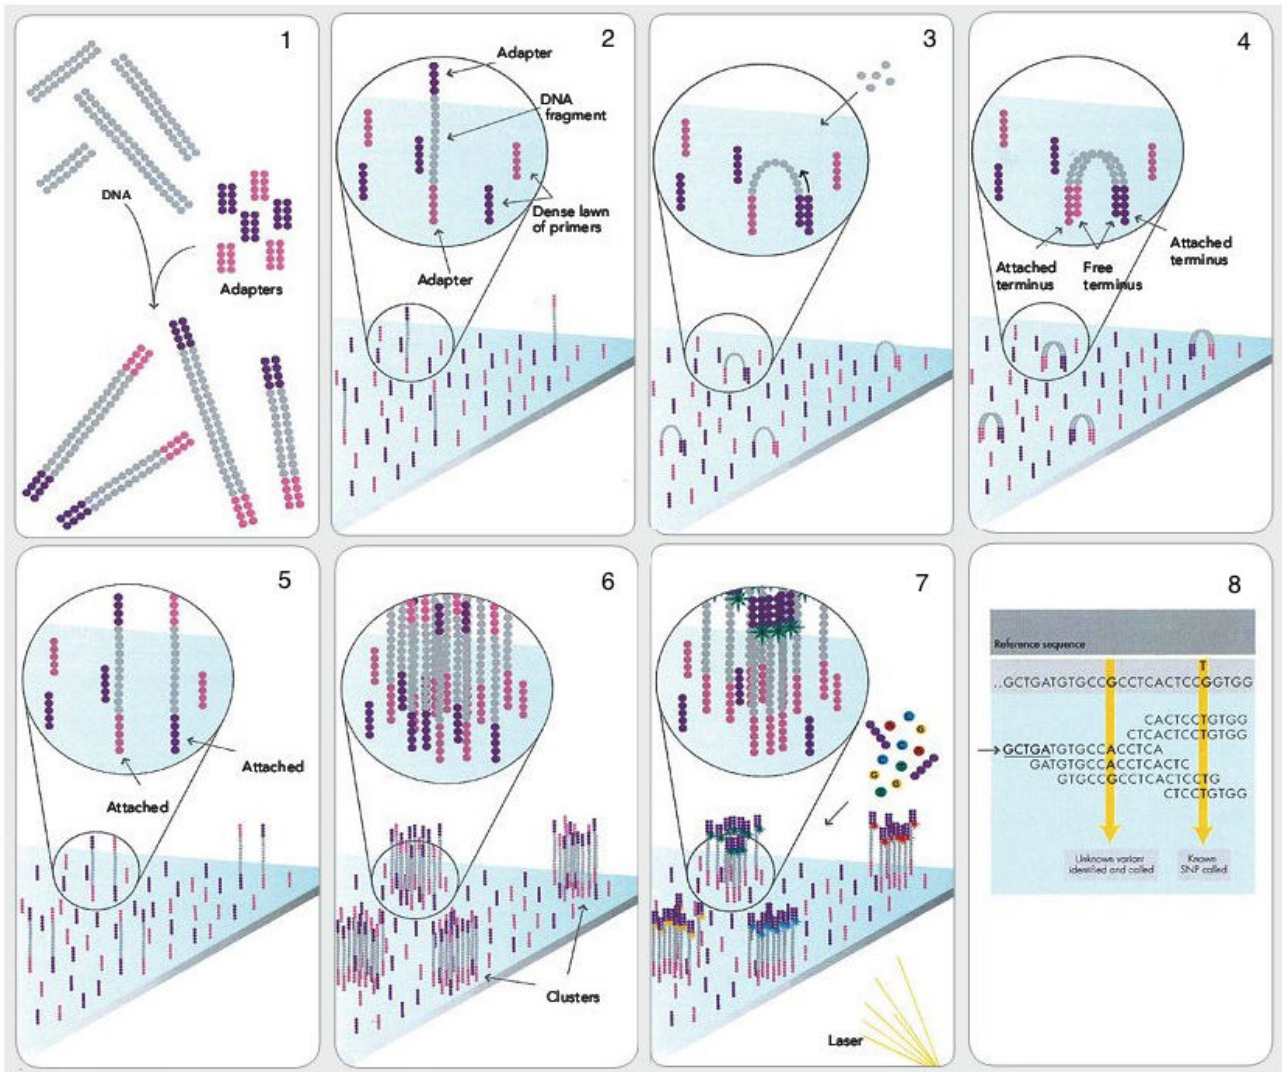 1
DNA
Adapters
2
Adapter
DNA
fragment
Dense lawn
of primers
Adapter
3
4
Attached
terminus
Free
terminus
Attached
terminus
5
Attached
Attached
6
Clusters
7
G
G
G
Laser
8
Reference sequence
T
..GCTGATGTGCCGCCTCACTCCGGTGG
CACTCCTGTGG
CTCACTCCTGTGG
GCTGATGTGCCACCTCA
GATGTGCCACCTCACTC
GTGCCGCCTCACTCCTG
CTCCTGTGG
Unknown variant
identified and called
Known
SNP called